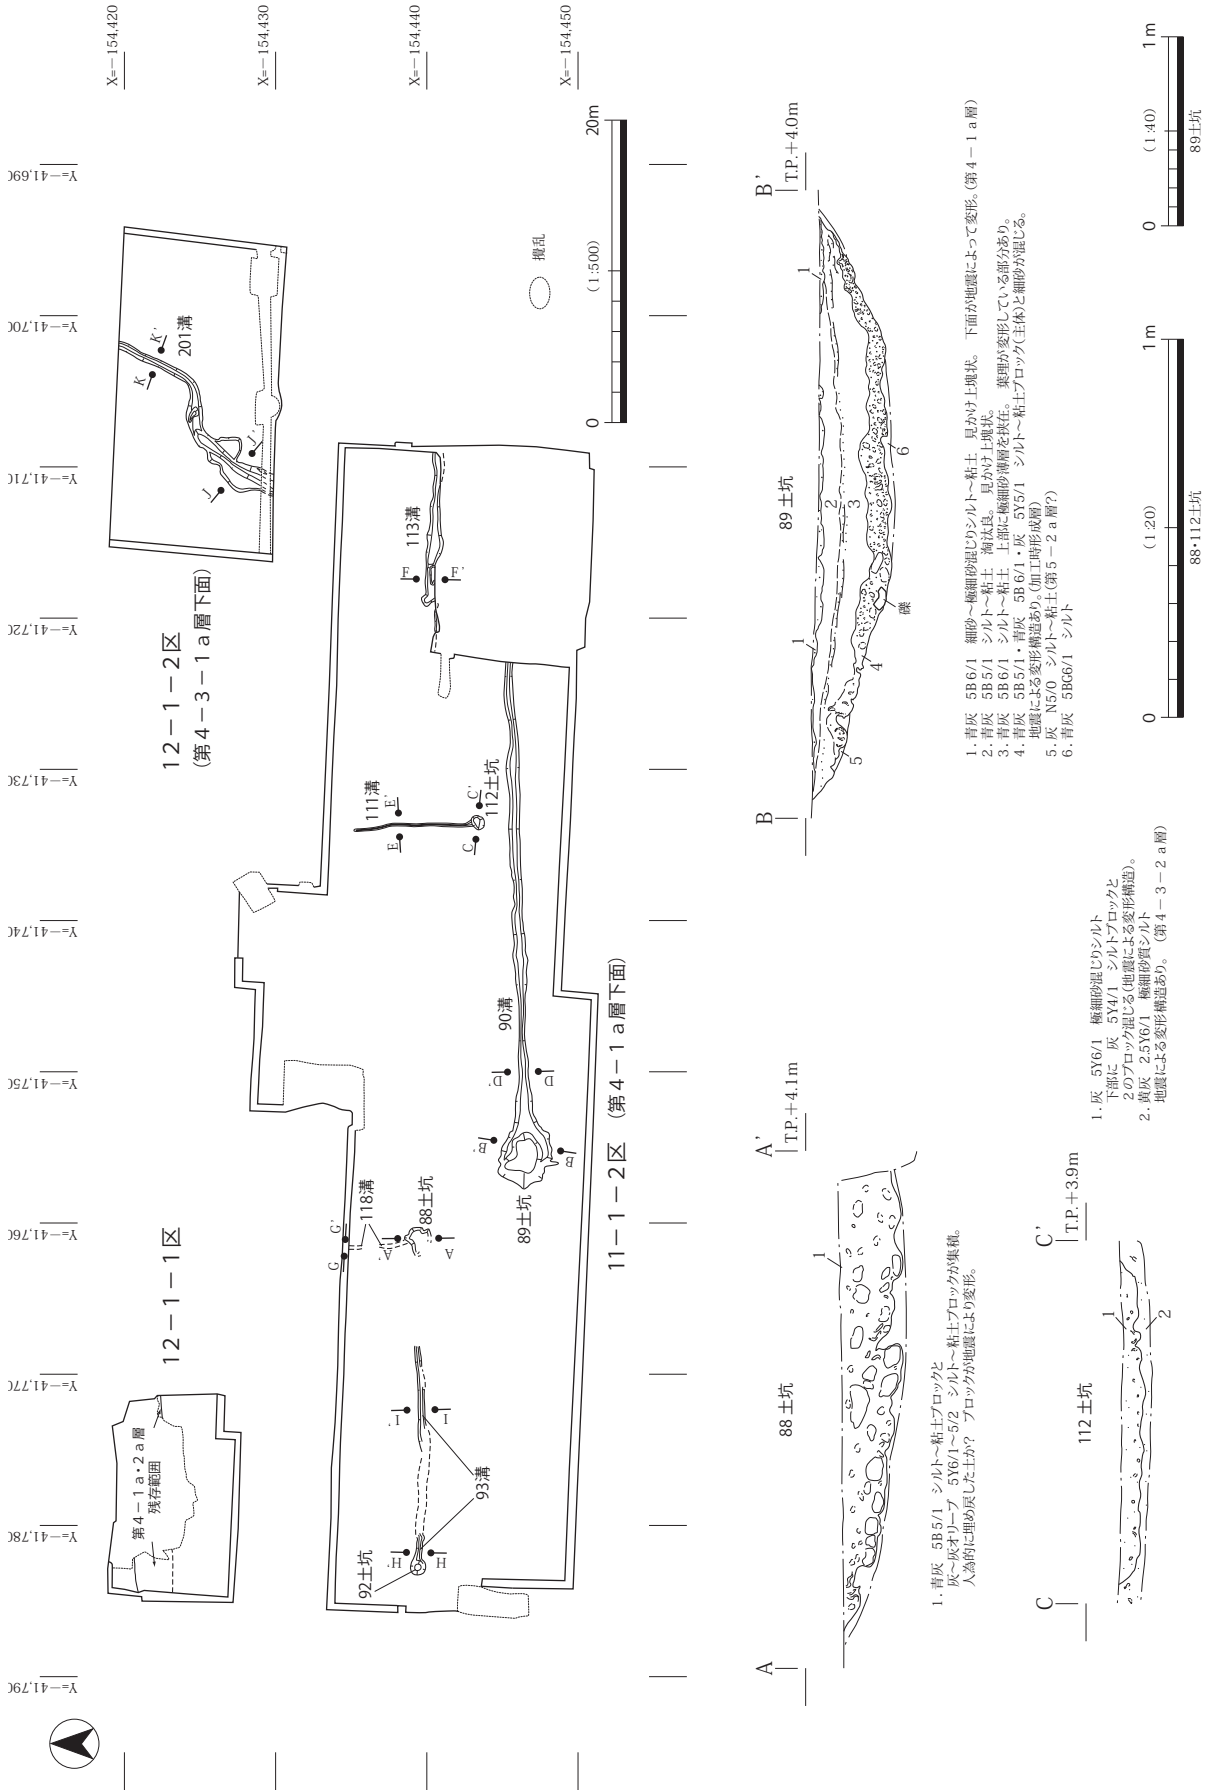 X=−154,420
X=−154,430
X=−154,440
X=−154,450
Y=−41,690
Y=−41,700
Y=−41,710
Y=−41,720
Y=−41,730
Y=−41,740
Y=−41,750
Y=−41,760
Y=−41,770
Y=−41,780
Y=−41,790
12−1−1区
第4−1a・2a層
残存範囲
12−1−2区
(第4−3−1a層下面)
201溝
K
K'
J
J'
11−1−2区 (第4−1a層下面)
113溝
F
F'
111溝
E
E'
112土坑
C
C'
90溝
D'
D
89土坑
B'
B
118溝
G
G'
88土坑
A'
A
93溝
I'
I
92土坑
H'
H
攪乱
0
(1:500)
20m
88土坑
A
A'
T.P.+4.1m
1
1. 青灰 5B5/1 シルト〜粘土ブロックと
灰〜灰オリーブ 5Y6/1〜5/2 シルト〜粘土ブロックが集積。
人為的に埋め戻した土か? ブロックが地震により変形。
112土坑
C
C'
T.P.+3.9m
1
2
1. 灰 5Y6/1 極細砂混じりシルト
下部に 灰 5Y4/1 シルトブロックと
2のブロック混じる(地震による変形構造)。
2. 黄灰 2.5Y6/1 極細砂質シルト
地震による変形構造あり。(第4−3−2a層)
89土坑
B
B'
T.P.+4.0m
1
1
2
3
4
5
6
礫
1. 青灰 5B6/1 細砂〜極細砂混じりシルト〜粘土 見かけ上塊状。 下面が地震によって変形。(第4−1a層)
2. 青灰 5B5/1 シルト〜粘土 淘汰良。 見かけ上塊状。
3. 青灰 5B6/1 シルト〜粘土 上部に極細砂薄層を挟在。 葉理が変形している部分あり。
4. 青灰 5B5/1・青灰 5B6/1・灰 5Y5/1 シルト〜粘土ブロック(主体)と細砂が混じる。
地震による変形構造あり。(加工時形成層)
5. 灰 N5/0 シルト〜粘土(第5−2a層?)
6. 青灰 5BG6/1 シルト
0
(1:20)
1m
88・112土坑
0
(1:40)
1m
89土坑